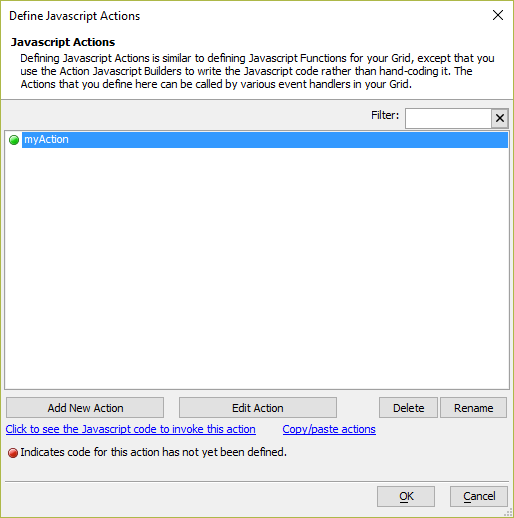 Define Javascript Actions
Javascript Actions
Defining Javascript Actions is similar to defining Javascript Functions for your Grid, except that you
use the Action Javascript Builders to write the Javascript code rather than hand-coding it. The
Actions that you define here can be called by various event handlers in your Grid.
Filter:
myAction
Add New Action Edit Action Delete Rename
Click to see the Javascript code to invoke this action Copy/paste actions
Indicates code for this action has not yet been defined.
OK Cancel